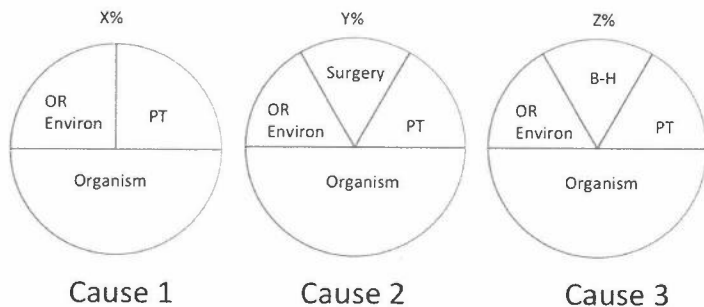 X%
OR
Environ
PT
Organism
Cause 1
Y%
Surgery
OR
Environ
PT
Organism
Cause 2
Z%
B-H
OR
Environ
PT
Organism
Cause 3